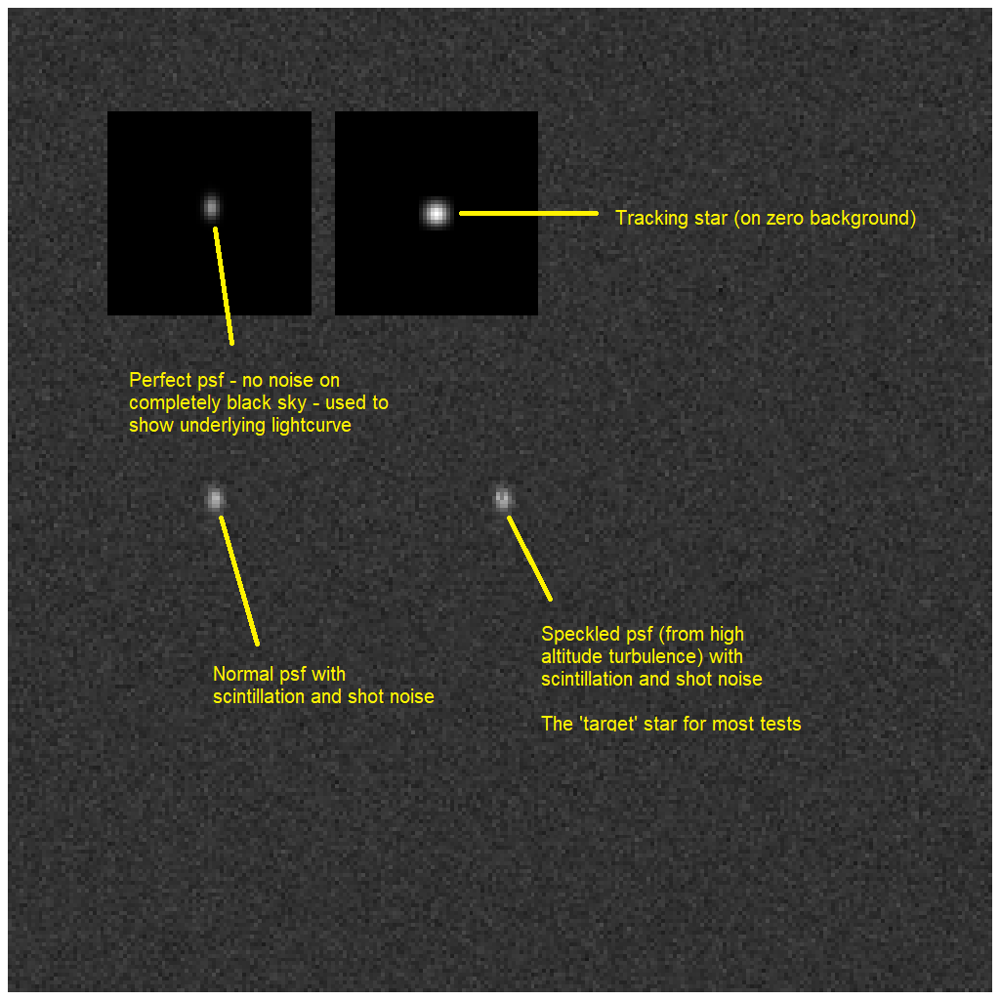 Tracking star (on zero background)
Perfect psf - no noise on
completely black sky - used to
show underlying lightcurve
Normal psf with
scintillation and shot noise
Speckled psf (from high
altitude turbulence) with
scintillation and shot noise
The 'target' star for most tests